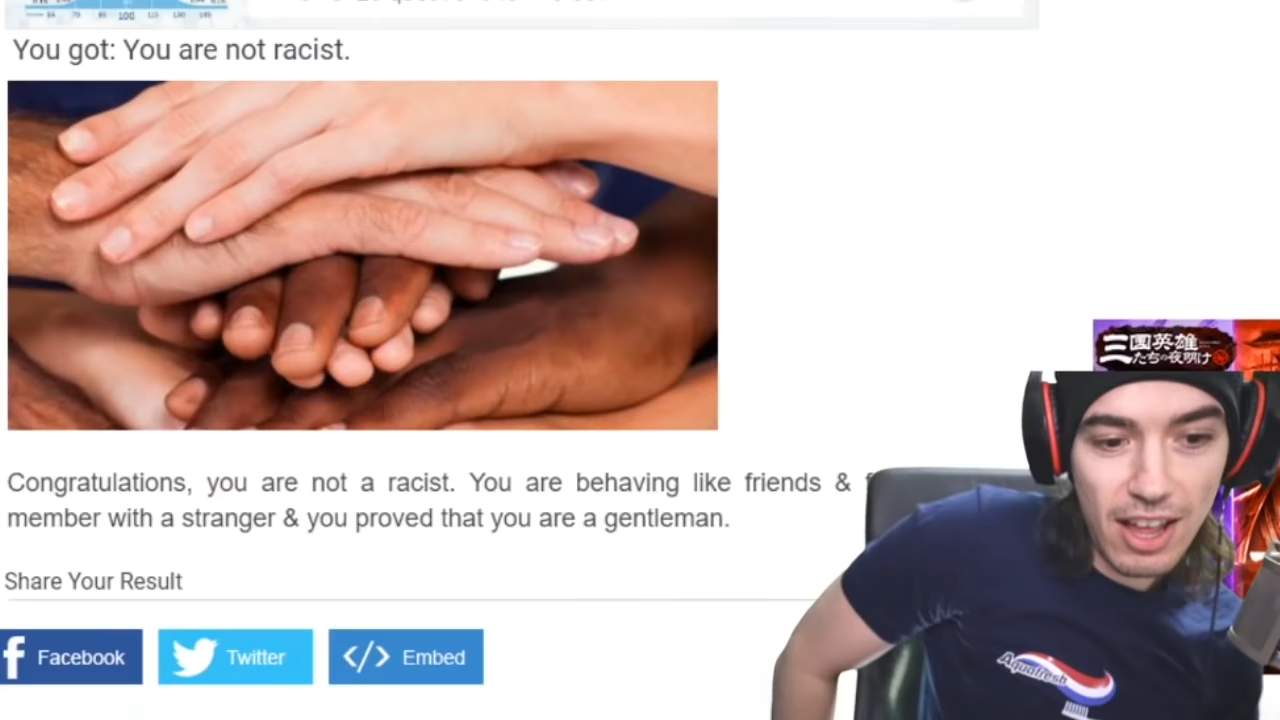 100
You got: You are not racist.
三國英雄
たちの夜明け
Congratulations, you are not a racist. You are behaving like friends &
member with a stranger & you proved that you are a gentleman.
Share Your Result
Facebook
Twitter
</> Embed
Aquafresh